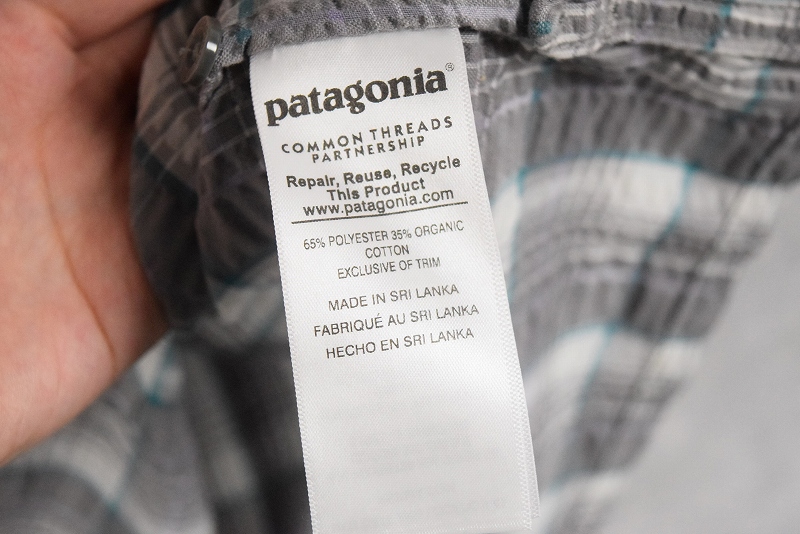 patagonia®
COMMON THREADS
PARTNERSHIP
Repair, Reuse, Recycle
This Product
www.patagonia.com
65% POLYESTER 35% ORGANIC
COTTON
EXCLUSIVE OF TRIM
MADE IN SRI LANKA
FABRIQUÉ AU SRI LANKA
HECHO EN SRI LANKA